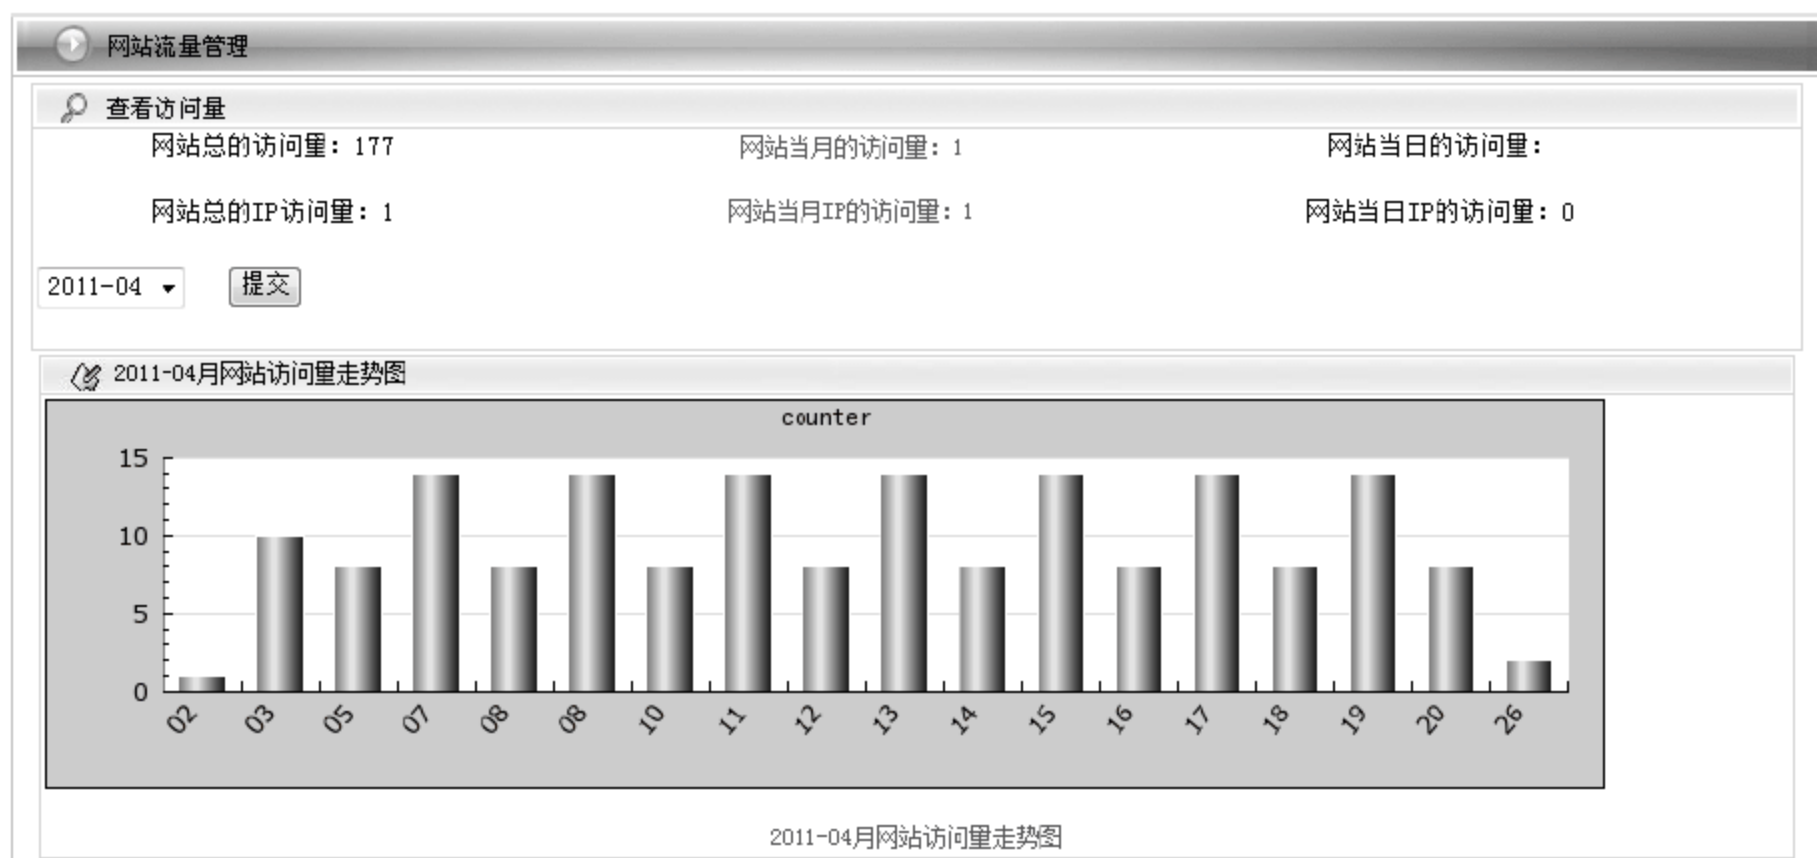 网站流量管理
查看访问量
网站总的访问量：177 网站当月的访问量：1 网站当日的访问量：
网站总的IP访问量：1 网站当月IP的访问量：1 网站当日IP的访问量：0
2011-04 提交
2011-04月网站访问量走势图
counter
15
10
5
0
02 03 05 07 08 08 10 11 12 13 14 15 16 17 18 19 20 26
2011-04月网站访问量走势图